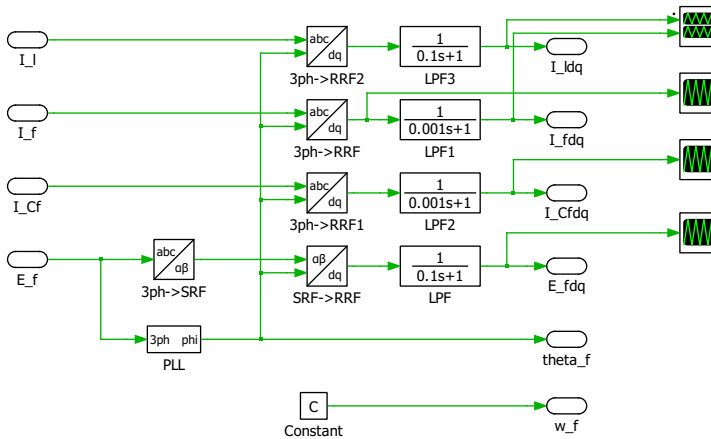 I_l
abc
dq
3ph->RRF2
1
0.1s+1
LPF3
I_ldq
I_f
abc
dq
3ph->RRF
1
0.001s+1
LPF1
I_fdq
I_Cf
abc
dq
3ph->RRF1
1
0.001s+1
LPF2
I_Cfdq
E_f
abc
αβ
3ph->SRF
αβ
dq
SRF->RRF
1
0.1s+1
LPF
E_fdq
3ph phi
PLL
theta_f
C
Constant
w_f